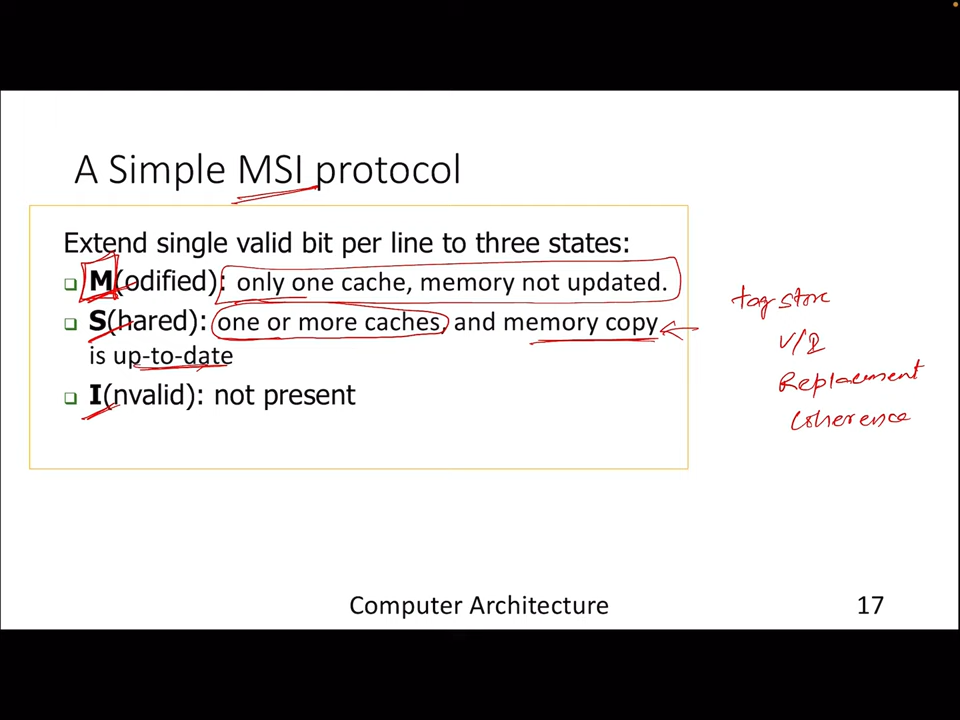 A Simple MSI protocol
Extend single valid bit per line to three states:
M(odified): only one cache, memory not updated.
S(hared): one or more caches, and memory copy
is up-to-date
I(nvalid): not present
tag store
Replacement
Coherence
Computer Architecture
17